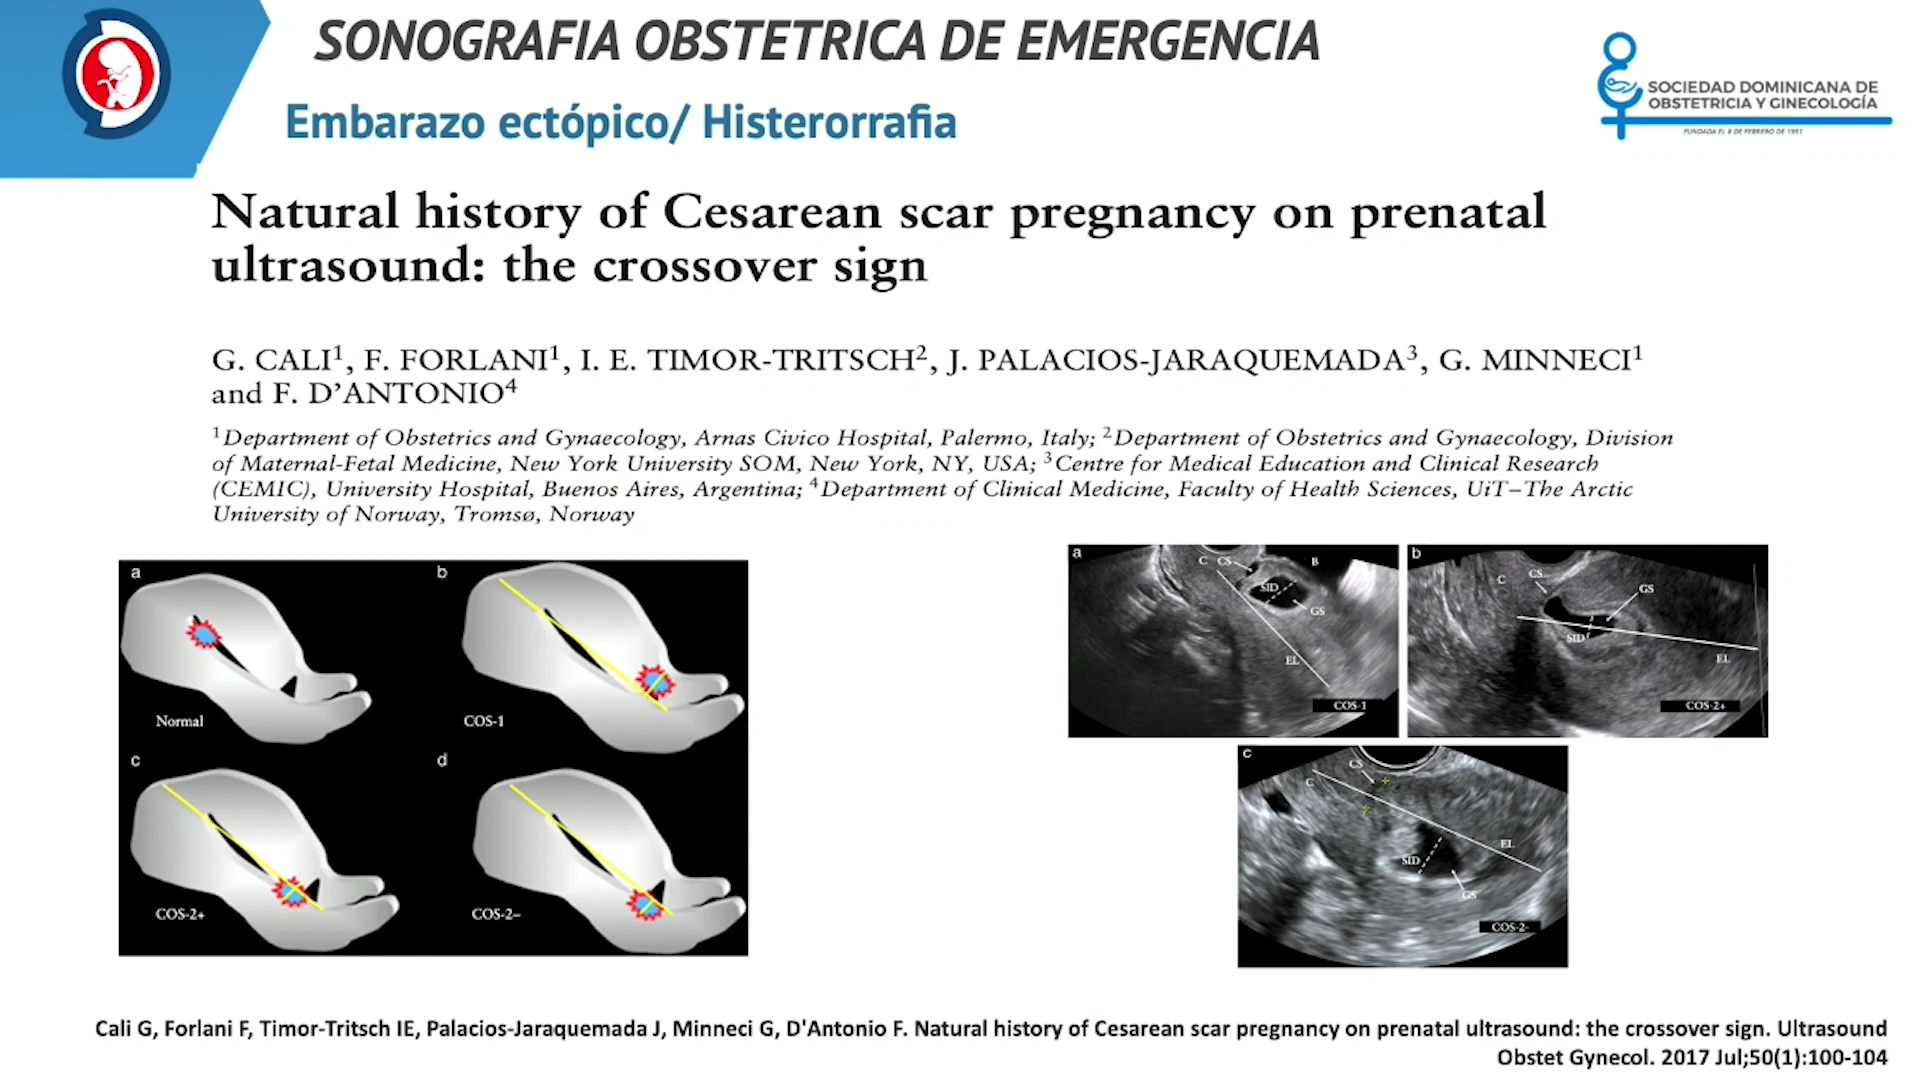 SONOGRAFIA OBSTETRICA DE EMERGENCIA
Embarazo ectópico/ Histerorrafia
SOCIEDAD DOMINICANA DE
OBSTETRICIA Y GINECOLOGÍA
FUNDADA EL 8 DE FEBRERO DE 1951
Natural history of Cesarean scar pregnancy on prenatal
ultrasound: the crossover sign
G. CALI1, F. FORLANI1, I. E. TIMOR-TRITSCH2, J. PALACIOS-JARAQUEMADA3, G. MINNECI1
and F. D’ANTONIO4
1Department of Obstetrics and Gynaecology, Arnas Civico Hospital, Palermo, Italy; 2Department of Obstetrics and Gynaecology, Division
of Maternal-Fetal Medicine, New York University SOM, New York, NY, USA; 3Centre for Medical Education and Clinical Research
(CEMIC), University Hospital, Buenos Aires, Argentina; 4Department of Clinical Medicine, Faculty of Health Sciences, UiT–The Arctic
University of Norway, Tromsø, Norway
a
Normal
b
COS-1
c
COS-2+
d
COS-2–
a
C CS B
SID
GS
EL
COS-1
b
C CS
GS
SID
EL
COS-2+
c
CS
C
EL
SID
GS
COS-2-
Cali G, Forlani F, Timor-Tritsch IE, Palacios-Jaraquemada J, Minneci G, D'Antonio F. Natural history of Cesarean scar pregnancy on prenatal ultrasound: the crossover sign. Ultrasound
Obstet Gynecol. 2017 Jul;50(1):100-104